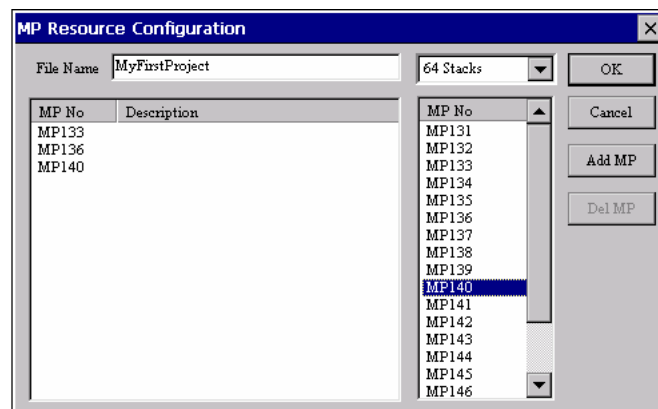 MP Resource Configuration
File Name MyFirstProject 64 Stacks OK
MP No Description
MP133
MP136
MP140
MP No
MP131
MP132
MP133
MP134
MP135
MP136
MP137
MP138
MP139
MP140
MP141
MP142
MP143
MP144
MP145
MP146
Cancel
Add MP
Del MP